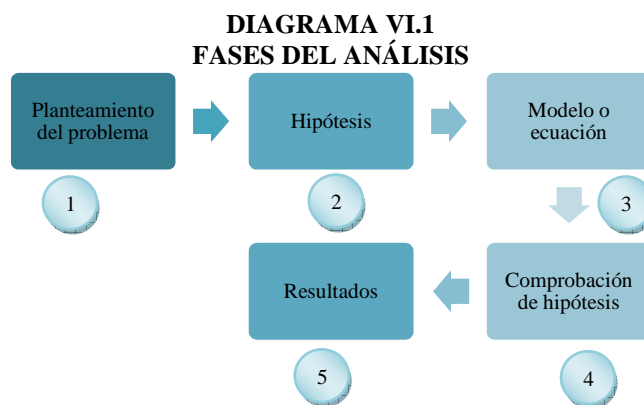 DIAGRAMA VI.1
FASES DEL ANÁLISIS
Planteamiento
del problema
1
Hipótesis
2
Modelo o
ecuación
3
Comprobación
de hipótesis
4
Resultados
5